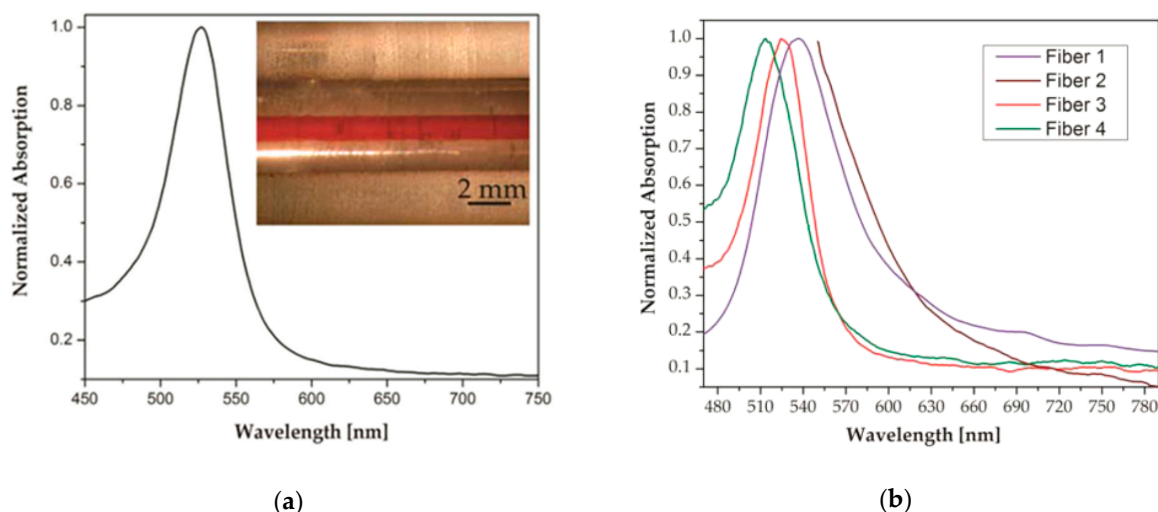 1.0
0.8
0.6
0.4
0.2
450 500 550 600 650 700 750
Normalized Absorption
Wavelength [nm]
2 mm
(a)
1.0
0.9
0.8
0.7
0.6
0.5
0.4
0.3
0.2
0.1
480 510 540 570 600 630 660 690 720 750 780
Normalized Absorption
Wavelength [nm]
Fiber 1
Fiber 2
Fiber 3
Fiber 4
(b)